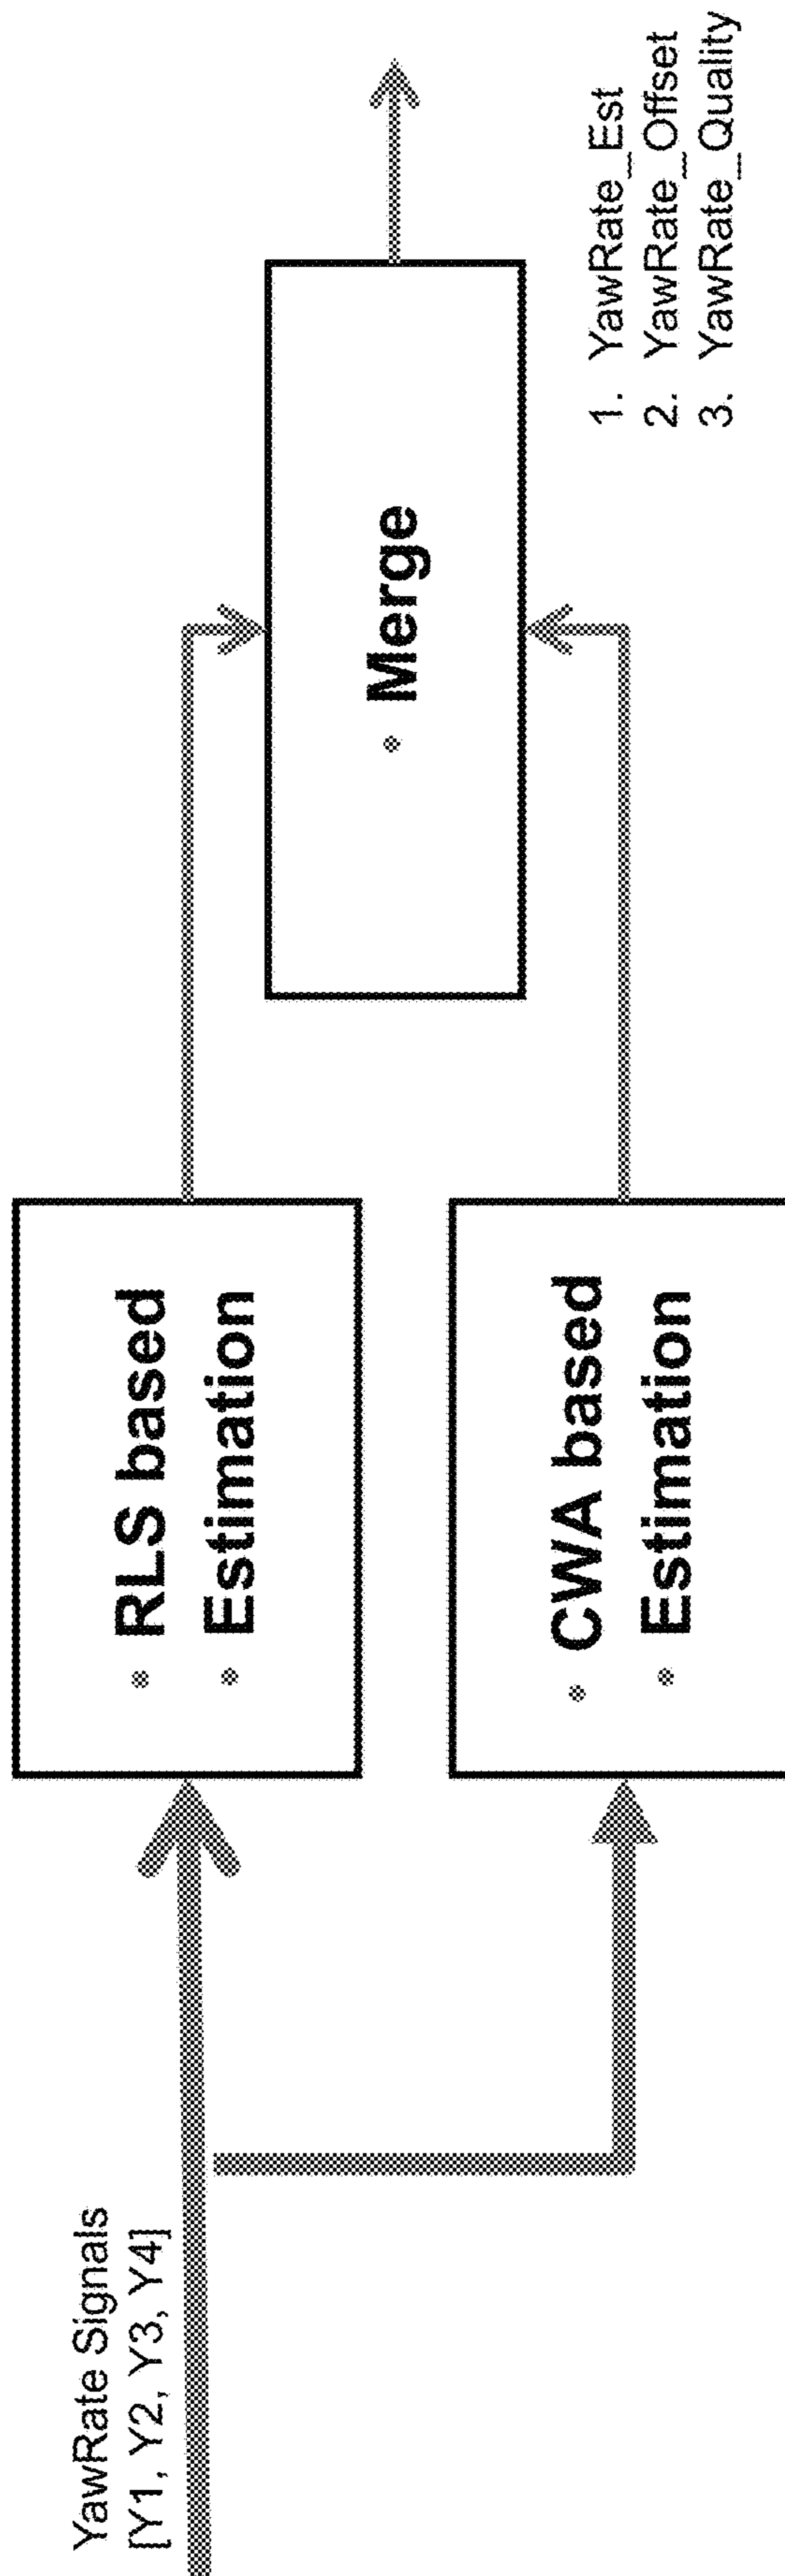 YawRate Signals
[Y1, Y2, Y3, Y4]
• RLS based
• Estimation
• CWA based
• Estimation
• Merge
1. YawRate_Est
2. YawRate_Offset
3. YawRate_Quality